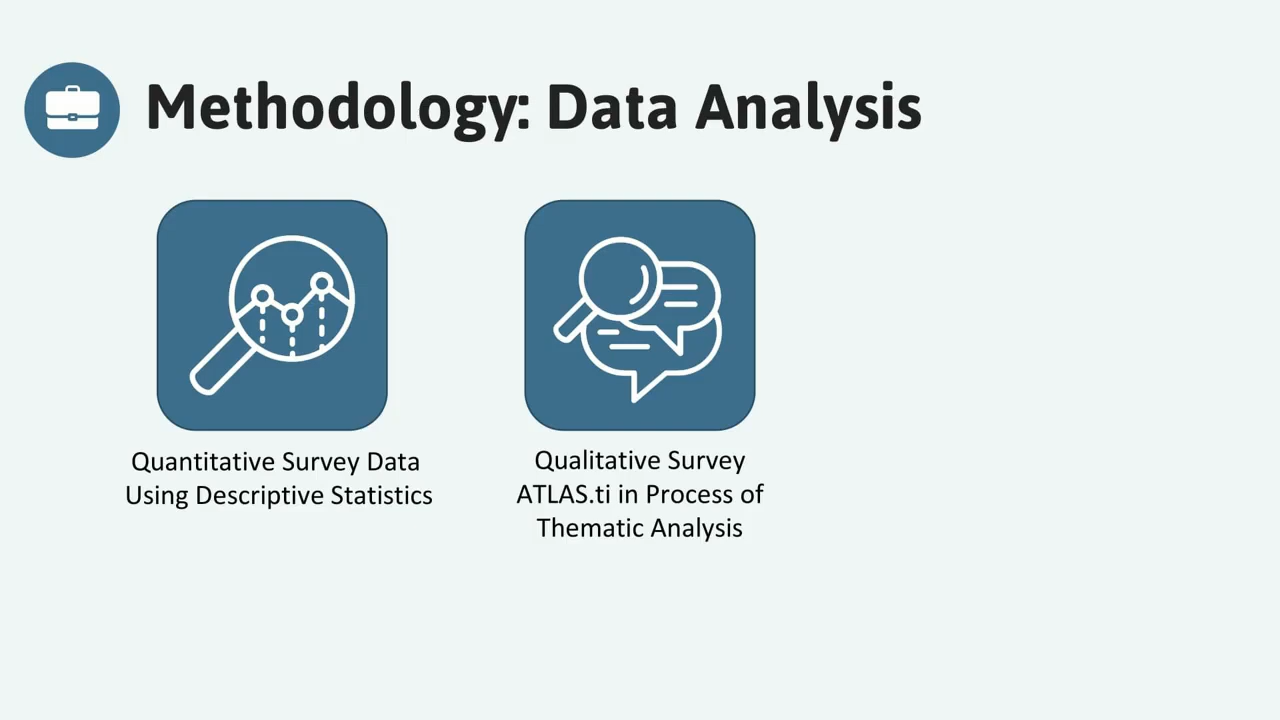 Methodology: Data Analysis
Quantitative Survey Data
Using Descriptive Statistics
Qualitative Survey
ATLAS.ti in Process of
Thematic Analysis